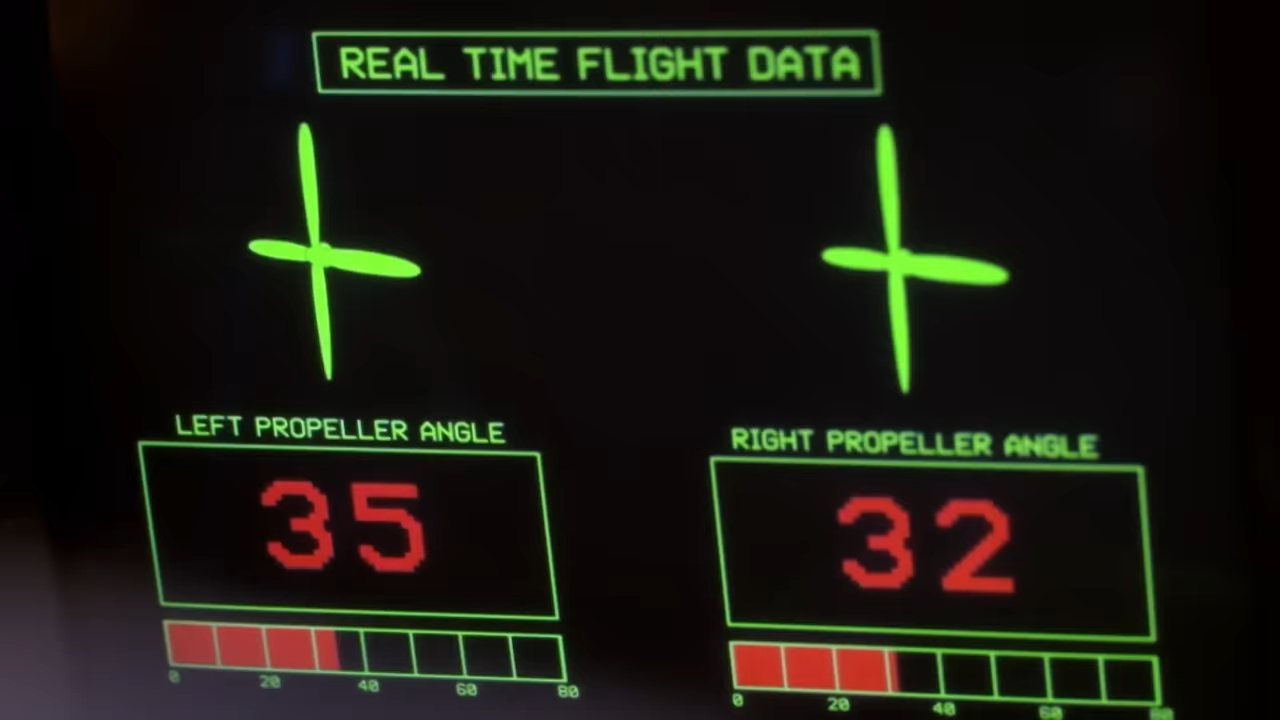 REAL TIME FLIGHT DATA
LEFT PROPELLER ANGLE
RIGHT PROPELLER ANGLE
35
32
0 20 40 60 80
0 20 40 60 80